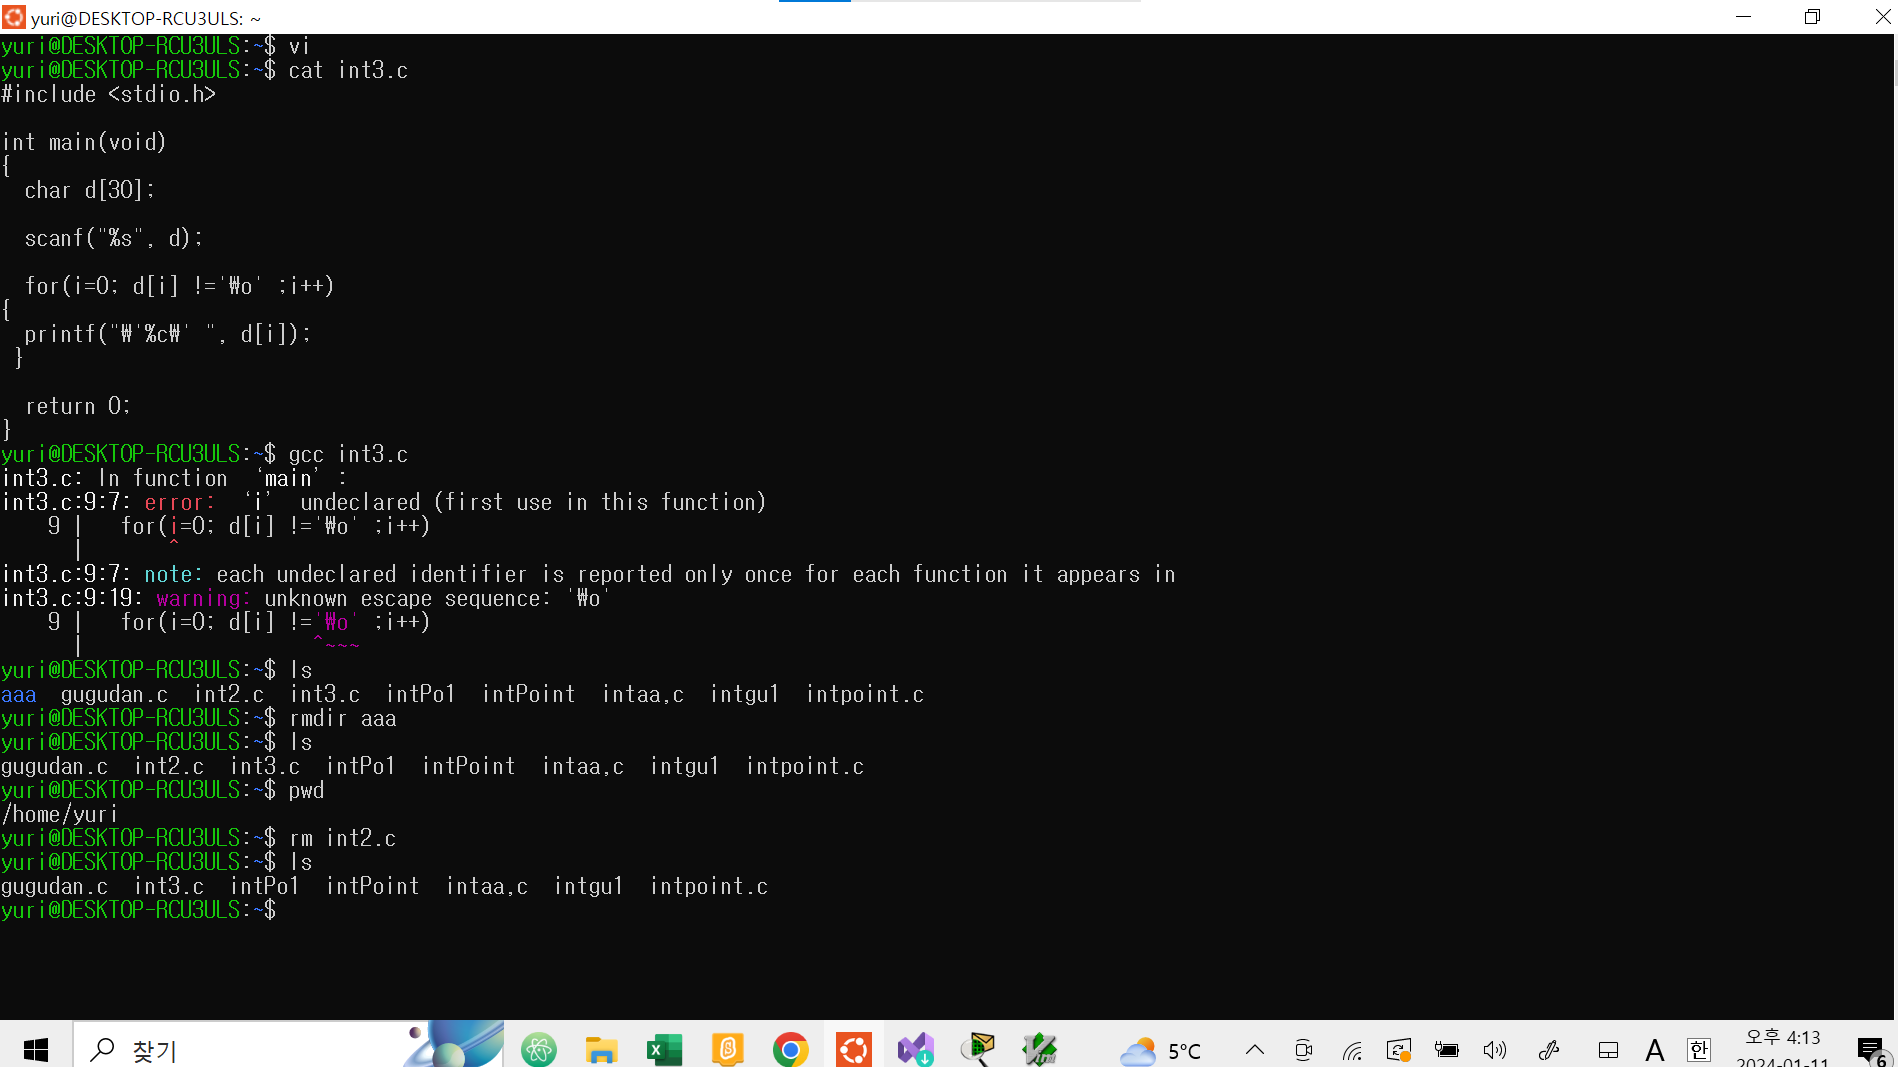 yuri@DESKTOP-RCU3ULS: ~
yuri@DESKTOP-RCU3ULS:~$ vi
yuri@DESKTOP-RCU3ULS:~$ cat int3.c
#include <stdio.h>
int main(void)
{
  char d[30];
  scanf("%s", d);
  for(i=0; d[i] !='₩o' ;i++)
{
  printf("₩'%c₩' ", d[i]);
 }
  return 0;
}
yuri@DESKTOP-RCU3ULS:~$ gcc int3.c
int3.c: In function ‘main’ :
int3.c:9:7: error: ‘i’ undeclared (first use in this function)
    9 |   for(i=0; d[i] !='₩o' ;i++)
      |       ^
int3.c:9:7: note: each undeclared identifier is reported only once for each function it appears in
int3.c:9:19: warning: unknown escape sequence: '₩o'
    9 |   for(i=0; d[i] !='₩o' ;i++)
      |                   ^~~~
yuri@DESKTOP-RCU3ULS:~$ ls
aaa  gugudan.c  int2.c  int3.c  intPo1  intPoint  intaa,c  intgu1  intpoint.c
yuri@DESKTOP-RCU3ULS:~$ rmdir aaa
yuri@DESKTOP-RCU3ULS:~$ ls
gugudan.c  int2.c  int3.c  intPo1  intPoint  intaa,c  intgu1  intpoint.c
yuri@DESKTOP-RCU3ULS:~$ pwd
/home/yuri
yuri@DESKTOP-RCU3ULS:~$ rm int2.c
yuri@DESKTOP-RCU3ULS:~$ ls
gugudan.c  int3.c  intPo1  intPoint  intaa,c  intgu1  intpoint.c
yuri@DESKTOP-RCU3ULS:~$
찾기
5°C
A
한
오후 4:13
2024-01-11
6